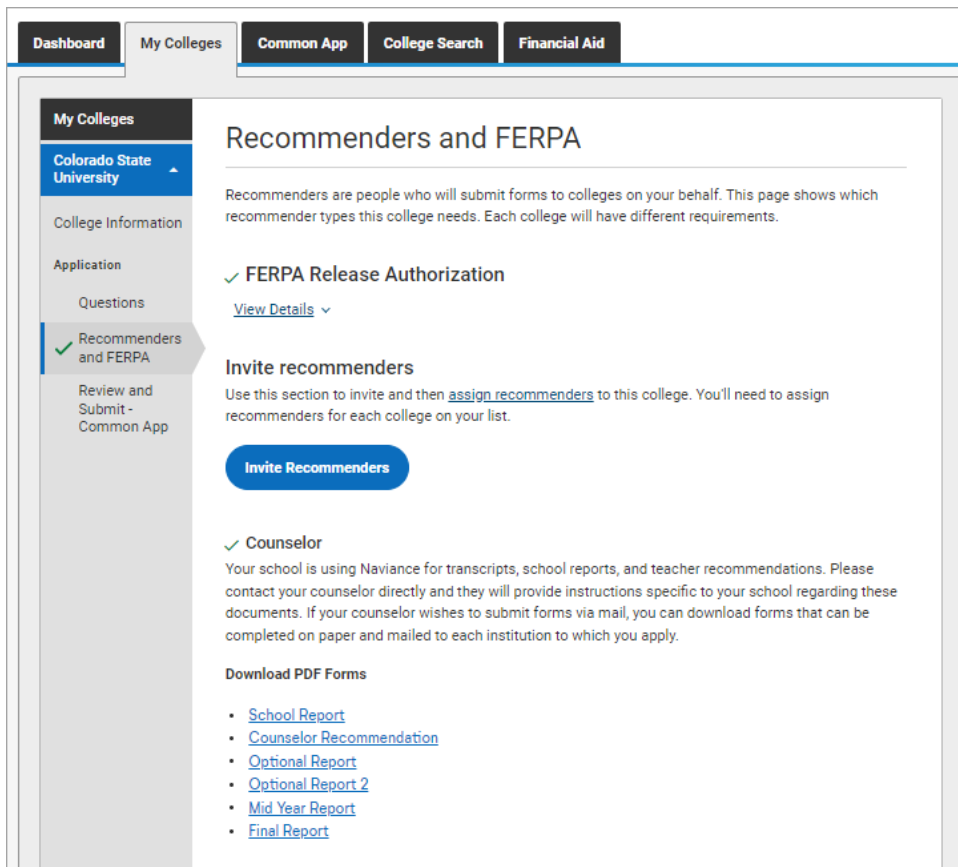 Dashboard
My Colleges
Common App
College Search
Financial Aid
My Colleges
Colorado State
University
College Information
Application
Questions
Recommenders
and FERPA
Review and
Submit -
Common App
Recommenders and FERPA
Recommenders are people who will submit forms to colleges on your behalf. This page shows which
recommender types this college needs. Each college will have different requirements.
FERPA Release Authorization
View Details
Invite recommenders
Use this section to invite and then assign recommenders to this college. You'll need to assign
recommenders for each college on your list.
Invite Recommenders
Counselor
Your school is using Naviance for transcripts, school reports, and teacher recommendations. Please
contact your counselor directly and they will provide instructions specific to your school regarding these
documents. If your counselor wishes to submit forms via mail, you can download forms that can be
completed on paper and mailed to each institution to which you apply.
Download PDF Forms
• School Report
• Counselor Recommendation
• Optional Report
• Optional Report 2
• Mid Year Report
• Final Report